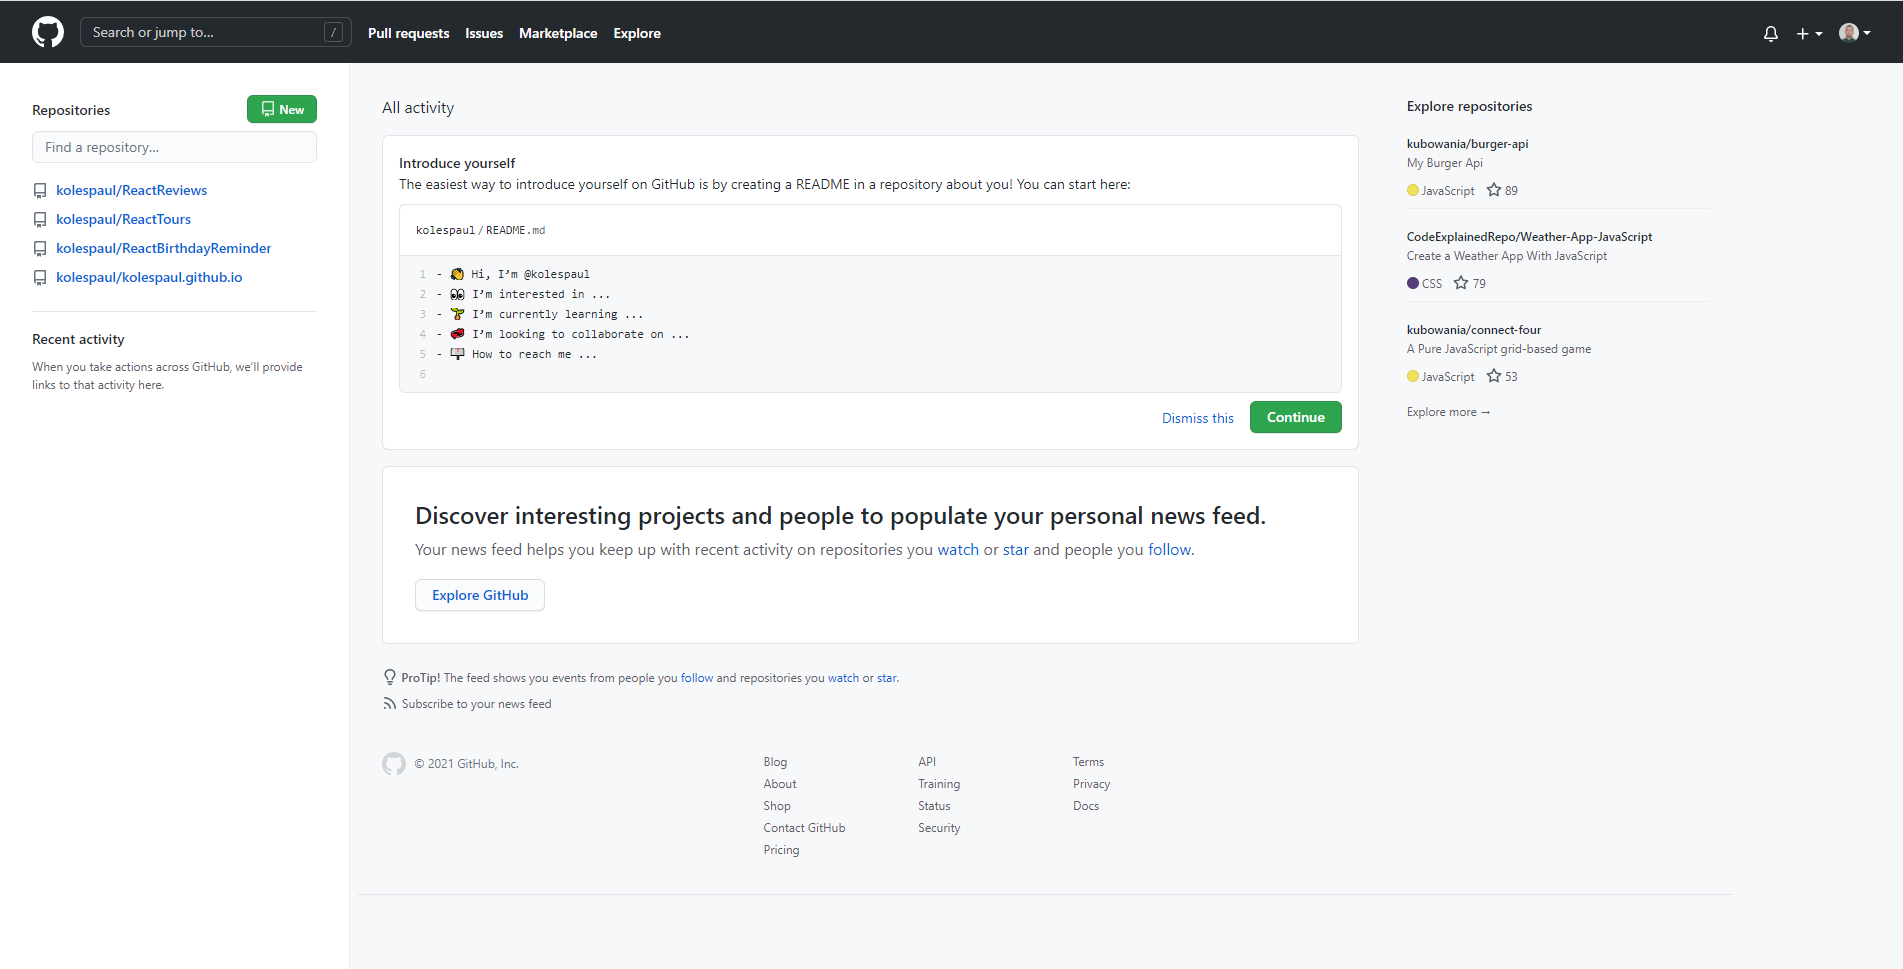 Search or jump to...
/
Pull requests
Issues
Marketplace
Explore
Repositories
New
Find a repository...
kolespaul/ReactReviews
kolespaul/ReactTours
kolespaul/ReactBirthdayReminder
kolespaul/kolespaul.github.io
Recent activity
When you take actions across GitHub, we'll provide
links to that activity here.
All activity
Introduce yourself
The easiest way to introduce yourself on GitHub is by creating a README in a repository about you! You can start here:
kolespaul/README.md
1 - 👋 Hi, I'm @kolespaul
2 - 👀 I'm interested in ...
3 - 🌱 I'm currently learning ...
4 - 💞️ I'm looking to collaborate on ...
5 - 📫 How to reach me ...
6
Dismiss this
Continue
Discover interesting projects and people to populate your personal news feed.
Your news feed helps you keep up with recent activity on repositories you watch or star and people you follow.
Explore GitHub
ProTip! The feed shows you events from people you follow and repositories you watch or star.
Subscribe to your news feed
Explore repositories
kubowania/burger-api
My Burger Api
JavaScript 89
CodeExplainedRepo/Weather-App-JavaScript
Create a Weather App With JavaScript
CSS 79
kubowania/connect-four
A Pure JavaScript grid-based game
JavaScript 53
Explore more →
© 2021 GitHub, Inc.
Blog
About
Shop
Contact GitHub
Pricing
API
Training
Status
Security
Terms
Privacy
Docs